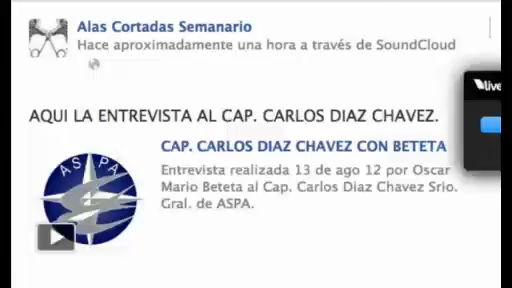 Alas Cortadas Semanario
Hace aproximadamente una hora a través de SoundCloud
AQUI LA ENTREVISTA AL CAP. CARLOS DIAZ CHAVEZ.
CAP. CARLOS DIAZ CHAVEZ CON BETETA
Entrevista realizada 13 de ago 12 por Oscar
Mario Beteta al Cap. Carlos Diaz Chavez Srio.
Gral. de ASPA.
ASPA
live